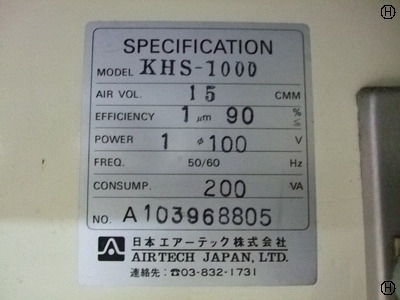 SPECIFICATION
MODEL KHS-1000
AIR VOL. 15 CMM
EFFICIENCY 1 μm 90 % ≦
POWER 1 φ 100 V
FREQ. 50/60 Hz
CONSUMP. 200 VA
NO. A103968805
日本エアーテック株式会社
AIRTECH JAPAN, LTD.
連絡先：☎03-832-1731
H
H